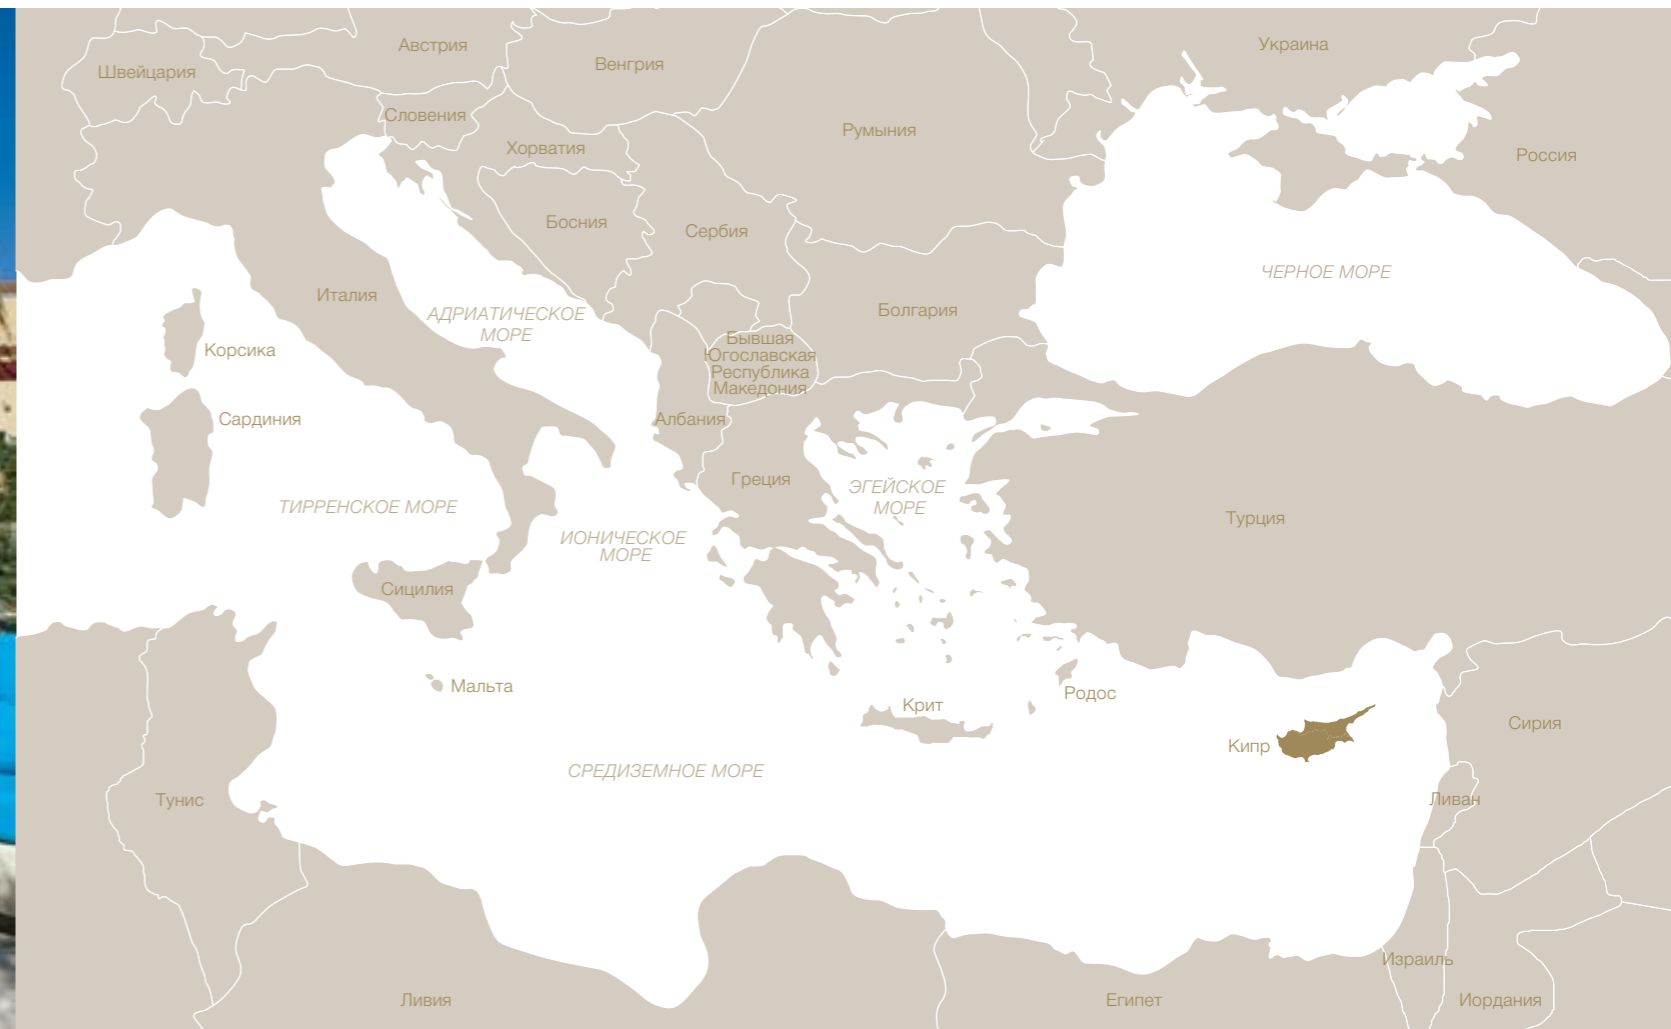 Австрия
Украина
Венгрия
Швейцария
Словения
Румыния
Хорватия
Россия
Босния
Сербия
ЧЕРНОЕ МОРЕ
Италия
АДРИАТИЧЕСКОЕ
МОРЕ
Болгария
Бывшая
Югославская
Республика
Македония
Корсика
Сардиния
Албания
Греция
ЭГЕЙСКОЕ
МОРЕ
ТИРРЕНСКОЕ МОРЕ
Турция
ИОНИЧЕСКОЕ
МОРЕ
Сицилия
Мальта
Родос
Крит
Сирия
Кипр
СРЕДИЗЕМНОЕ МОРЕ
Тунис
Ливан
Израиль
Ливия
Египет
Иордания